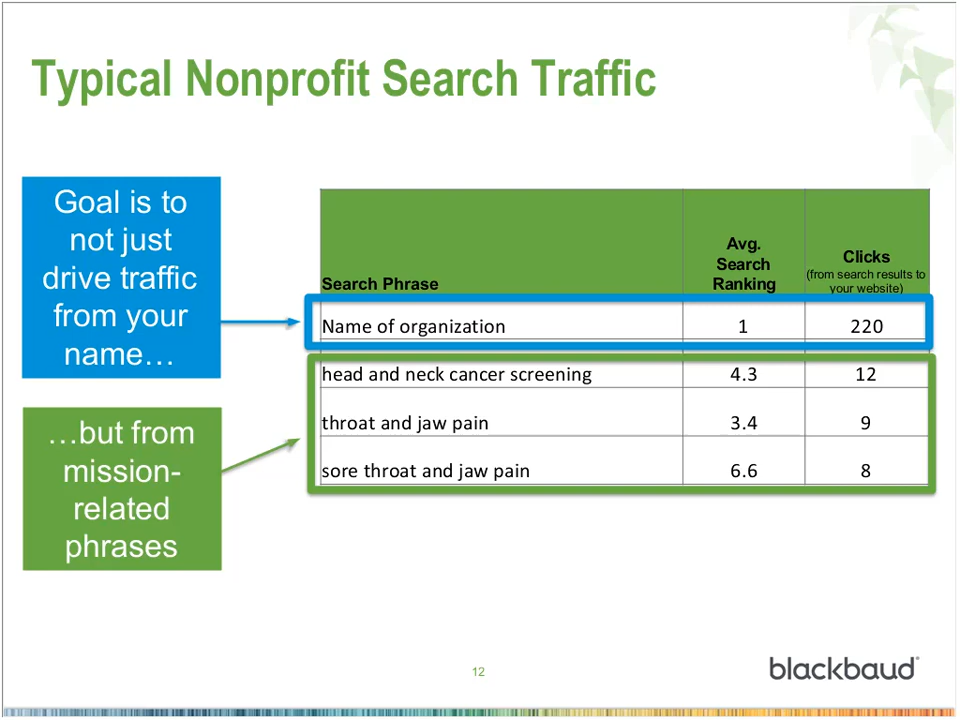 Typical Nonprofit Search Traffic
Goal is to
not just
drive traffic
from your
name…
…but from
mission-
related
phrases
Search Phrase
Avg.
Search
Ranking
Clicks
(from search results to
your website)
Name of organization 1 220
head and neck cancer screening 4.3 12
throat and jaw pain 3.4 9
sore throat and jaw pain 6.6 8
12
blackbaud®